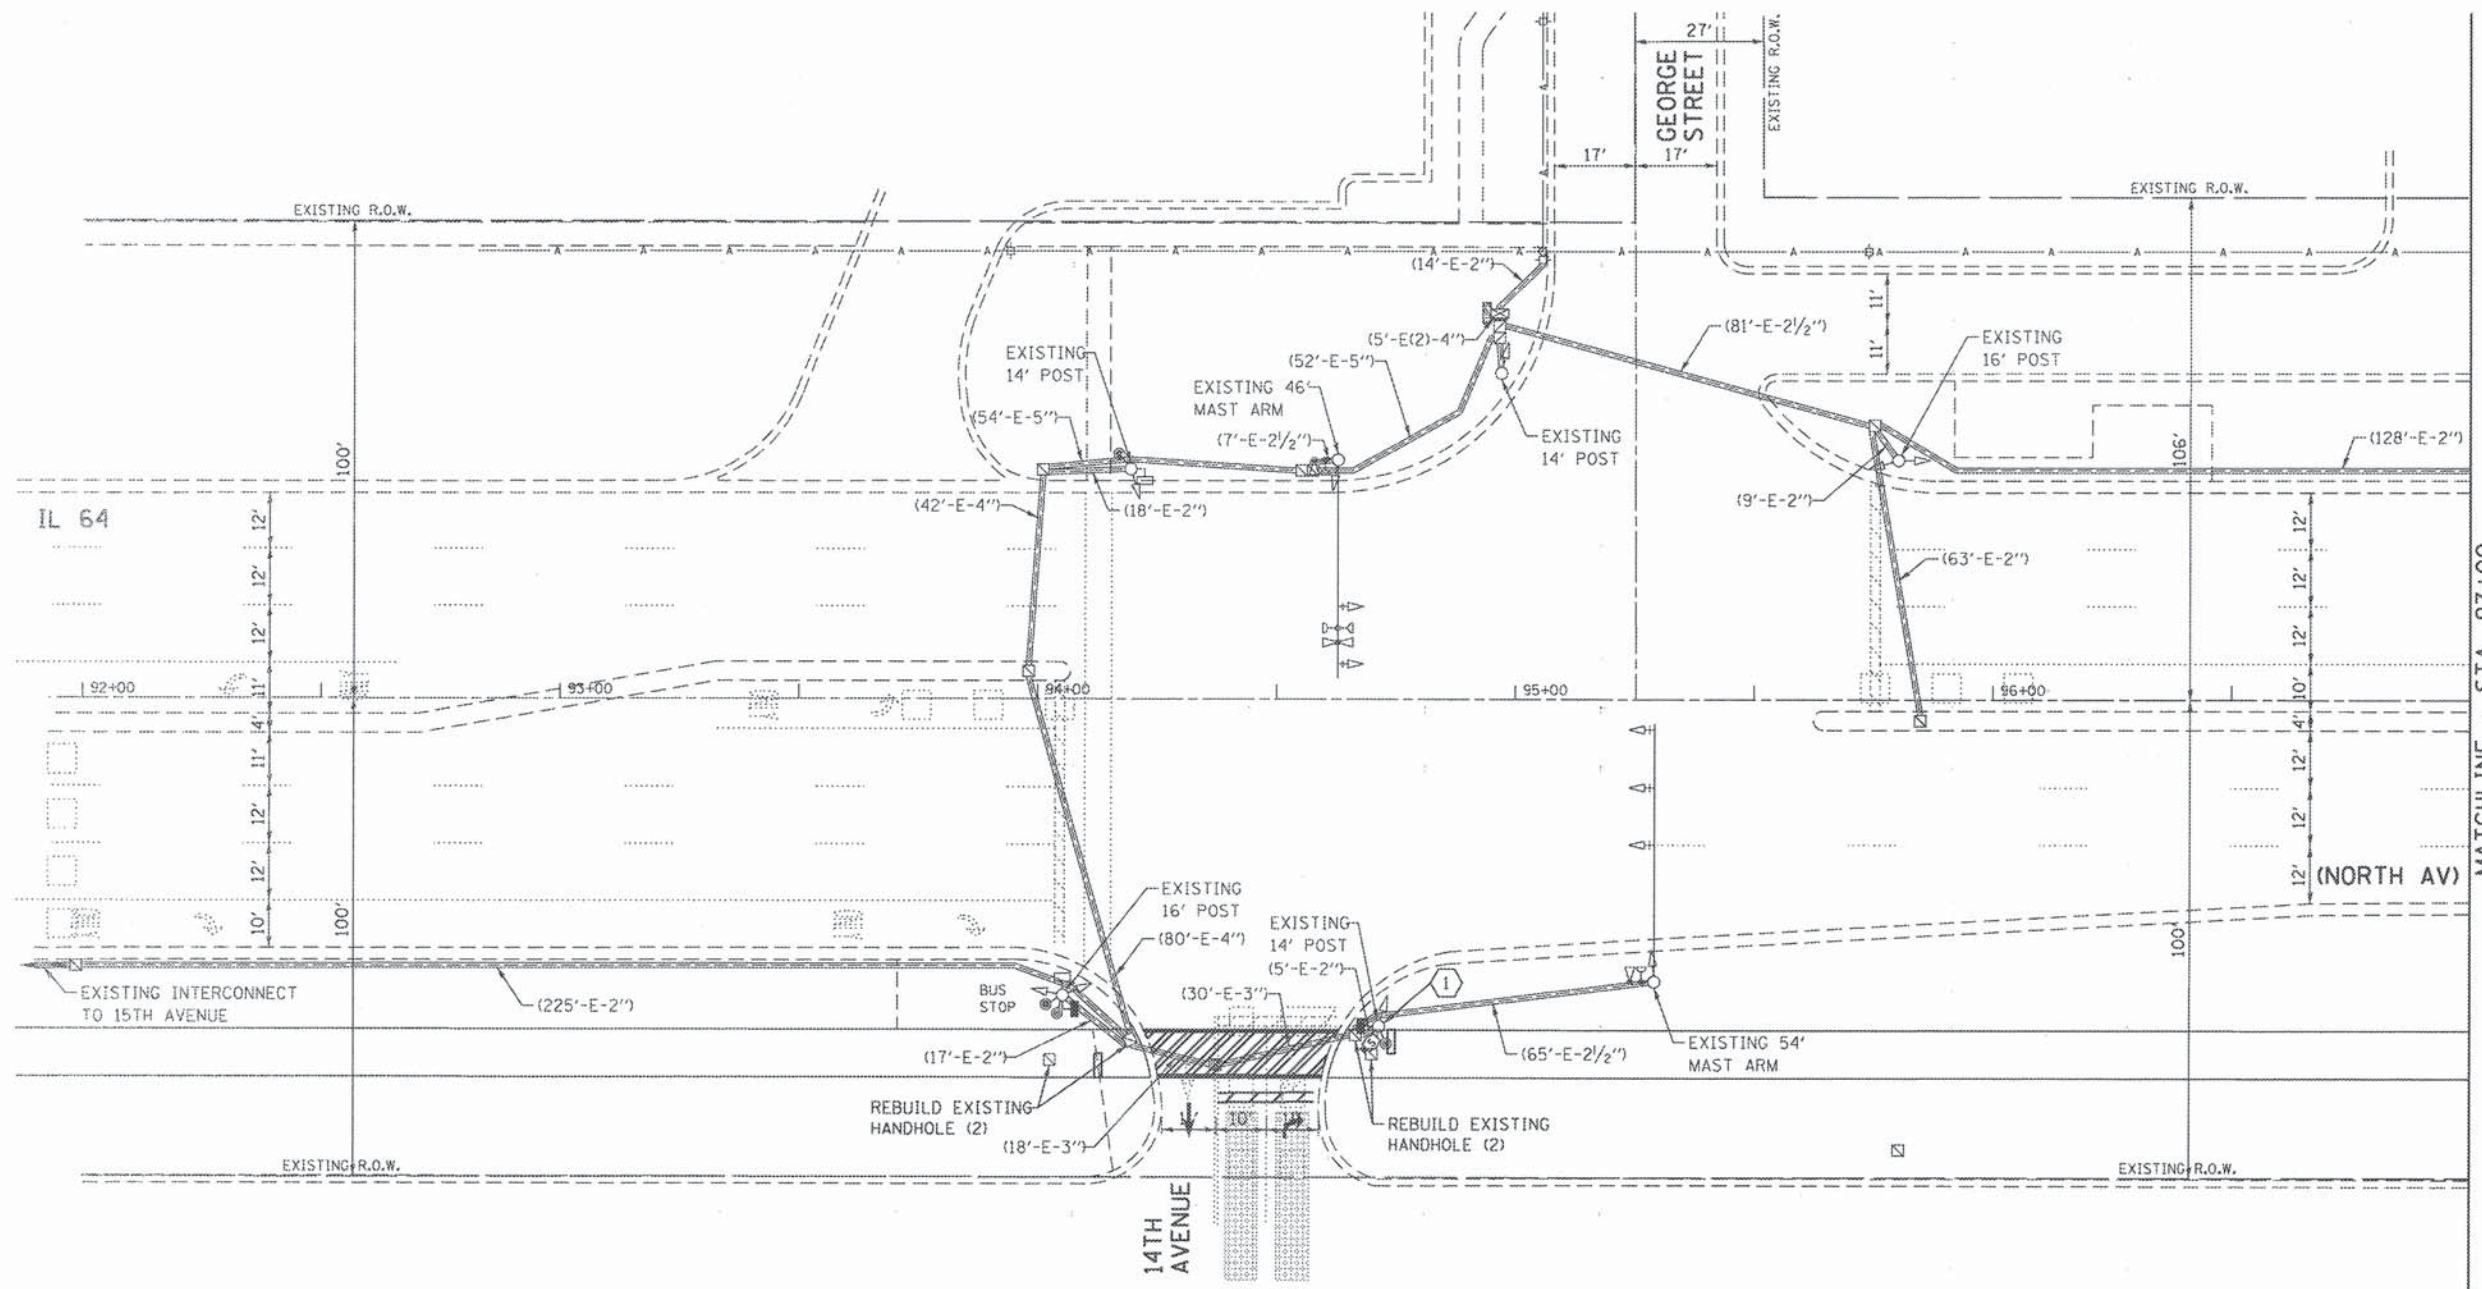 27'
GEORGE
STREET
EXISTING R.O.W.
17'
17'
EXISTING R.O.W.
EXISTING R.O.W.
A A A A A A A A A A A A A A A A A A A A A
(14'-E-2")
11'
11'
(5'-E(2)-4")
(81'-E-2½")
EXISTING
16' POST
EXISTING
14' POST
(52'-E-5")
EXISTING 46'
MAST ARM
(54'-E-5")
(7'-E-2½")
EXISTING
14' POST
100'
106'
(128'-E-2")
(42'-E-4")
(18'-E-2")
(9'-E-2")
IL 64
12'
12'
12'
11'
4'
11'
12'
12'
10'
12'
12'
12'
10'
4'
12'
12'
12'
(63'-E-2")
92+00
93+00
94+00
95+00
96+00
(NORTH AV)
EXISTING
16' POST
EXISTING
14' POST
(5'-E-2")
(80'-E-4")
(30'-E-3")
1
100'
100'
EXISTING INTERCONNECT
TO 15TH AVENUE
(225'-E-2")
BUS
STOP
(17'-E-2")
(65'-E-2½")
EXISTING 54'
MAST ARM
S
REBUILD EXISTING
HANDHOLE (2)
(18'-E-3")
10'
REBUILD EXISTING
HANDHOLE (2)
EXISTING R.O.W.
EXISTING R.O.W.
14TH
AVENUE